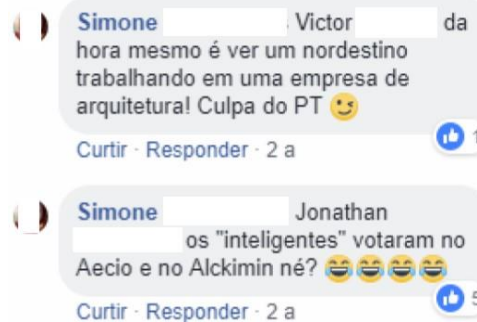 Simone Victor da
hora mesmo é ver um nordestino
trabalhando em uma empresa de
arquitetura! Culpa do PT 😉
Curtir · Responder · 2 a
Simone Jonathan
os "inteligentes" votaram no
Aecio e no Alckimin né? 😂😂😂😂
5
Curtir · Responder · 2 a